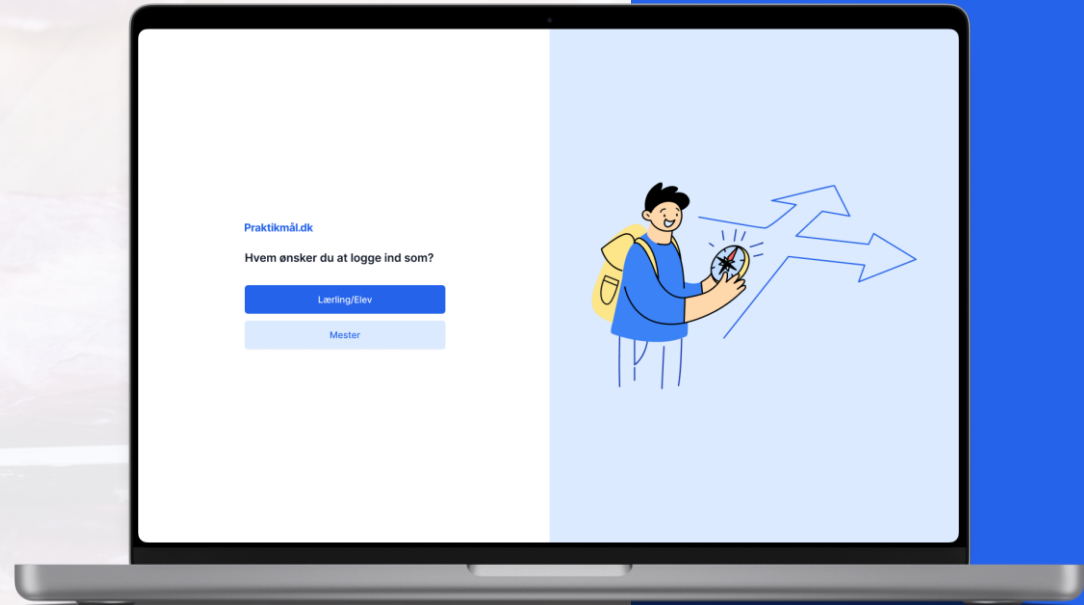 Praktikmål.dk
Hvem ønsker du at logge ind som?
Lærling/Elev
Mester